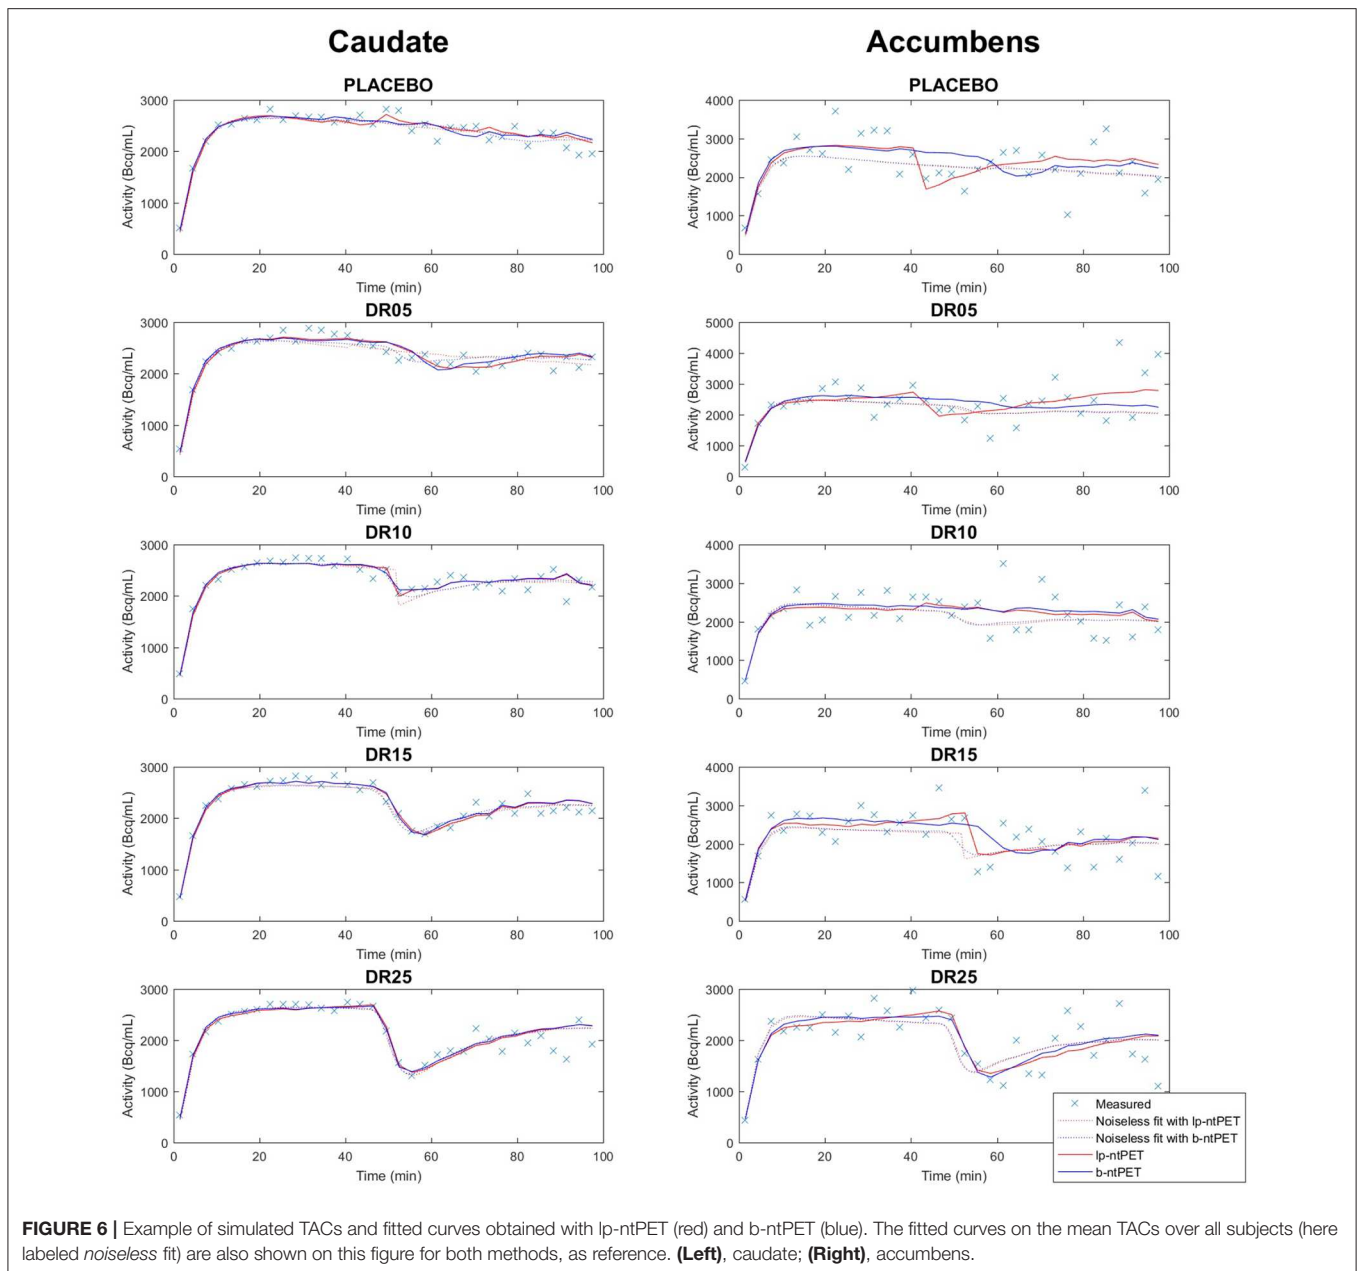 Caudate
Accumbens
PLACEBO
3000
2000
1000
0
Activity (Bcq/mL)
0 20 40 60 80 100
Time (min)
PLACEBO
4000
3000
2000
1000
0
Activity (Bcq/mL)
0 20 40 60 80 100
Time (min)
DR05
3000
2000
1000
0
Activity (Bcq/mL)
0 20 40 60 80 100
Time (min)
DR05
5000
4000
3000
2000
1000
0
Activity (Bcq/mL)
0 20 40 60 80 100
Time (min)
DR10
3000
2000
1000
0
Activity (Bcq/mL)
0 20 40 60 80 100
Time (min)
DR10
4000
3000
2000
1000
0
Activity (Bcq/mL)
0 20 40 60 80 100
Time (min)
DR15
3000
2000
1000
0
Activity (Bcq/mL)
0 20 40 60 80 100
Time (min)
DR15
4000
3000
2000
1000
0
Activity (Bcq/mL)
0 20 40 60 80 100
Time (min)
DR25
3000
2000
1000
0
Activity (Bcq/mL)
0 20 40 60 80 100
Time (min)
DR25
3000
2000
1000
0
Activity (Bcq/mL)
0 20 40 60
Time (min)
Measured
Noiseless fit with lp-ntPET
Noiseless fit with b-ntPET
lp-ntPET
b-ntPET
FIGURE 6 | Example of simulated TACs and fitted curves obtained with lp-ntPET (red) and b-ntPET (blue). The fitted curves on the mean TACs over all subjects (here
labeled noiseless fit) are also shown on this figure for both methods, as reference. (Left), caudate; (Right), accumbens.